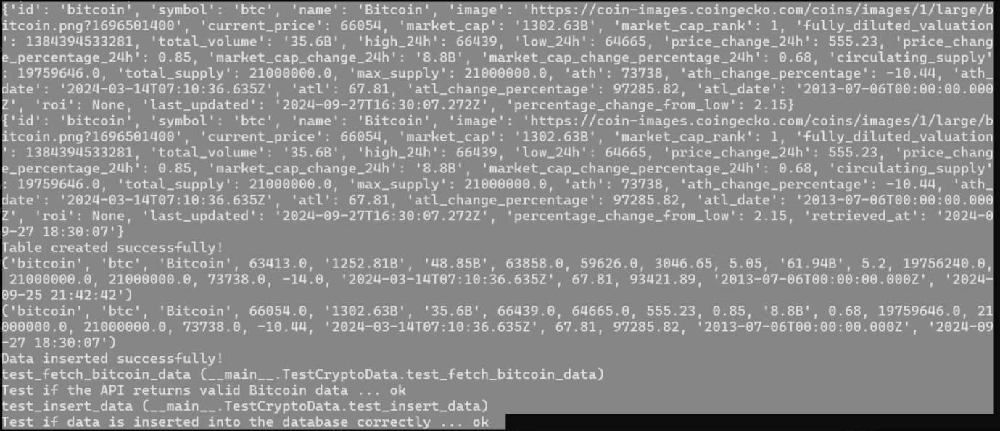 {'id': 'bitcoin', 'symbol': 'btc', 'name': 'Bitcoin', 'image': 'https://coin-images.coingecko.com/coins/images/1/large/b
itcoin.png?1696501400', 'current_price': 66054, 'market_cap': '1302.63B', 'market_cap_rank': 1, 'fully_diluted_valuation
': 1384394533281, 'total_volume': '35.6B', 'high_24h': 66439, 'low_24h': 64665, 'price_change_24h': 555.23, 'price_chang
e_percentage_24h': 0.85, 'market_cap_change_24h': '8.8B', 'market_cap_change_percentage_24h': 0.68, 'circulating_supply'
: 19759646.0, 'total_supply': 21000000.0, 'max_supply': 21000000.0, 'ath': 73738, 'ath_change_percentage': -10.44, 'ath_
date': '2024-03-14T07:10:36.635Z', 'atl': 67.81, 'atl_change_percentage': 97285.82, 'atl_date': '2013-07-06T00:00:00.000
Z', 'roi': None, 'last_updated': '2024-09-27T16:30:07.272Z', 'percentage_change_from_low': 2.15}
{'id': 'bitcoin', 'symbol': 'btc', 'name': 'Bitcoin', 'image': 'https://coin-images.coingecko.com/coins/images/1/large/b
itcoin.png?1696501400', 'current_price': 66054, 'market_cap': '1302.63B', 'market_cap_rank': 1, 'fully_diluted_valuation
': 1384394533281, 'total_volume': '35.6B', 'high_24h': 66439, 'low_24h': 64665, 'price_change_24h': 555.23, 'price_chang
e_percentage_24h': 0.85, 'market_cap_change_24h': '8.8B', 'market_cap_change_percentage_24h': 0.68, 'circulating_supply'
: 19759646.0, 'total_supply': 21000000.0, 'max_supply': 21000000.0, 'ath': 73738, 'ath_change_percentage': -10.44, 'ath_
date': '2024-03-14T07:10:36.635Z', 'atl': 67.81, 'atl_change_percentage': 97285.82, 'atl_date': '2013-07-06T00:00:00.000
Z', 'roi': None, 'last_updated': '2024-09-27T16:30:07.272Z', 'percentage_change_from_low': 2.15, 'retrieved_at': '2024-0
9-27 18:30:07'}
Table created successfully!
('bitcoin', 'btc', 'Bitcoin', 63413.0, '1252.81B', '48.85B', 63858.0, 59626.0, 3046.65, 5.05, '61.94B', 5.2, 19756240.0,
 21000000.0, 21000000.0, 73738.0, -14.0, '2024-03-14T07:10:36.635Z', 67.81, 93421.89, '2013-07-06T00:00:00.000Z', '2024-
09-25 21:42:42')
('bitcoin', 'btc', 'Bitcoin', 66054.0, '1302.63B', '35.6B', 66439.0, 64665.0, 555.23, 0.85, '8.8B', 0.68, 19759646.0, 21
000000.0, 21000000.0, 73738.0, -10.44, '2024-03-14T07:10:36.635Z', 67.81, 97285.82, '2013-07-06T00:00:00.000Z', '2024-09
-27 18:30:07')
Data inserted successfully!
test_fetch_bitcoin_data (__main__.TestCryptoData.test_fetch_bitcoin_data)
Test if the API returns valid Bitcoin data ... ok
test_insert_data (__main__.TestCryptoData.test_insert_data)
Test if data is inserted into the database correctly ... ok